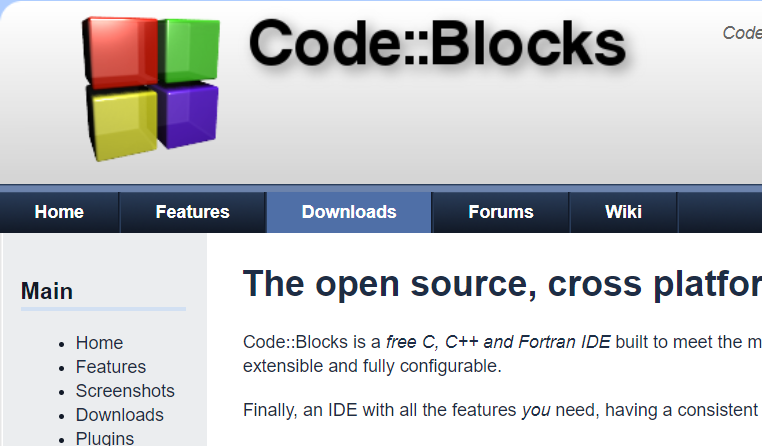 Code::Blocks
Code
Home Features Downloads Forums Wiki
Main
Home
Features
Screenshots
Downloads
Plugins
The open source, cross platfor
Code::Blocks is a free C, C++ and Fortran IDE built to meet the m
extensible and fully configurable.
Finally, an IDE with all the features you need, having a consistent